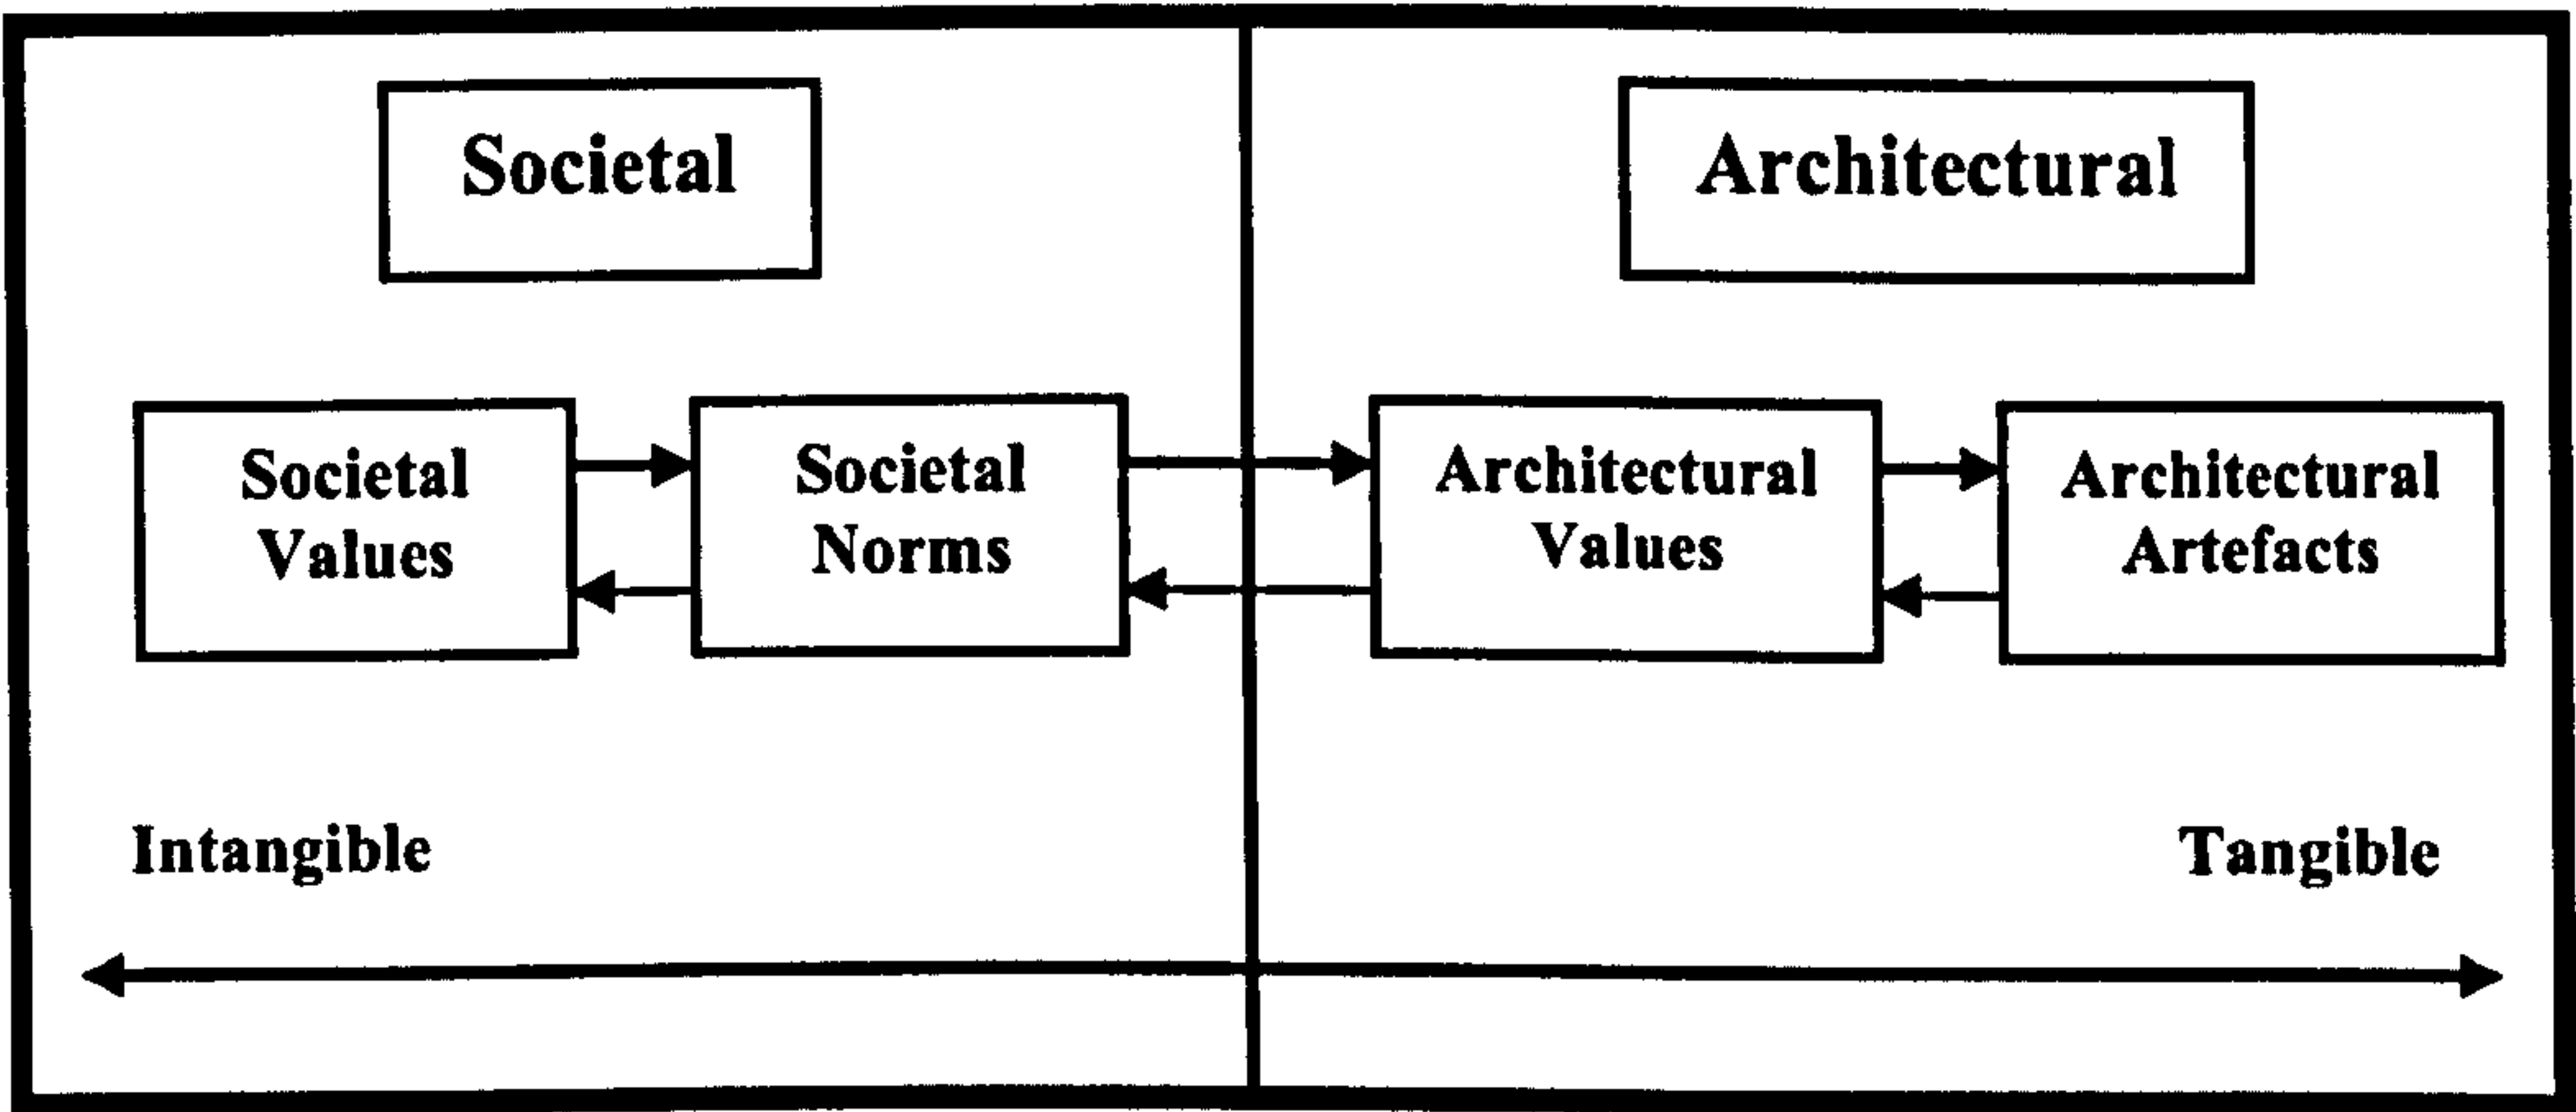 Societal
Architectural
Societal
Values
Societal
Norms
Architectural
Values
Architectural
Artefacts
Intangible
Tangible